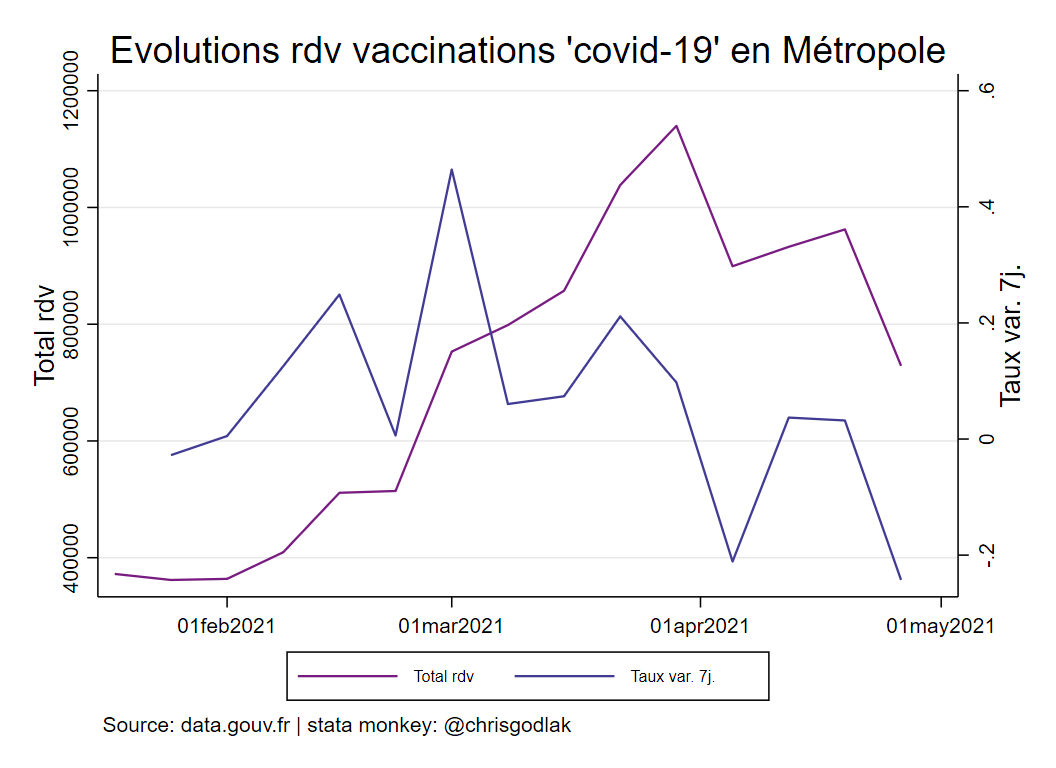 Evolutions rdv vaccinations 'covid-19' en Métropole
Total rdv
1200000
1000000
800000
600000
400000
.6
.4
.2
0
-.2
Taux var. 7j.
01feb2021 01mar2021 01apr2021 01may2021
Total rdv Taux var. 7j.
Source: data.gouv.fr | stata monkey: @chrisgodlak